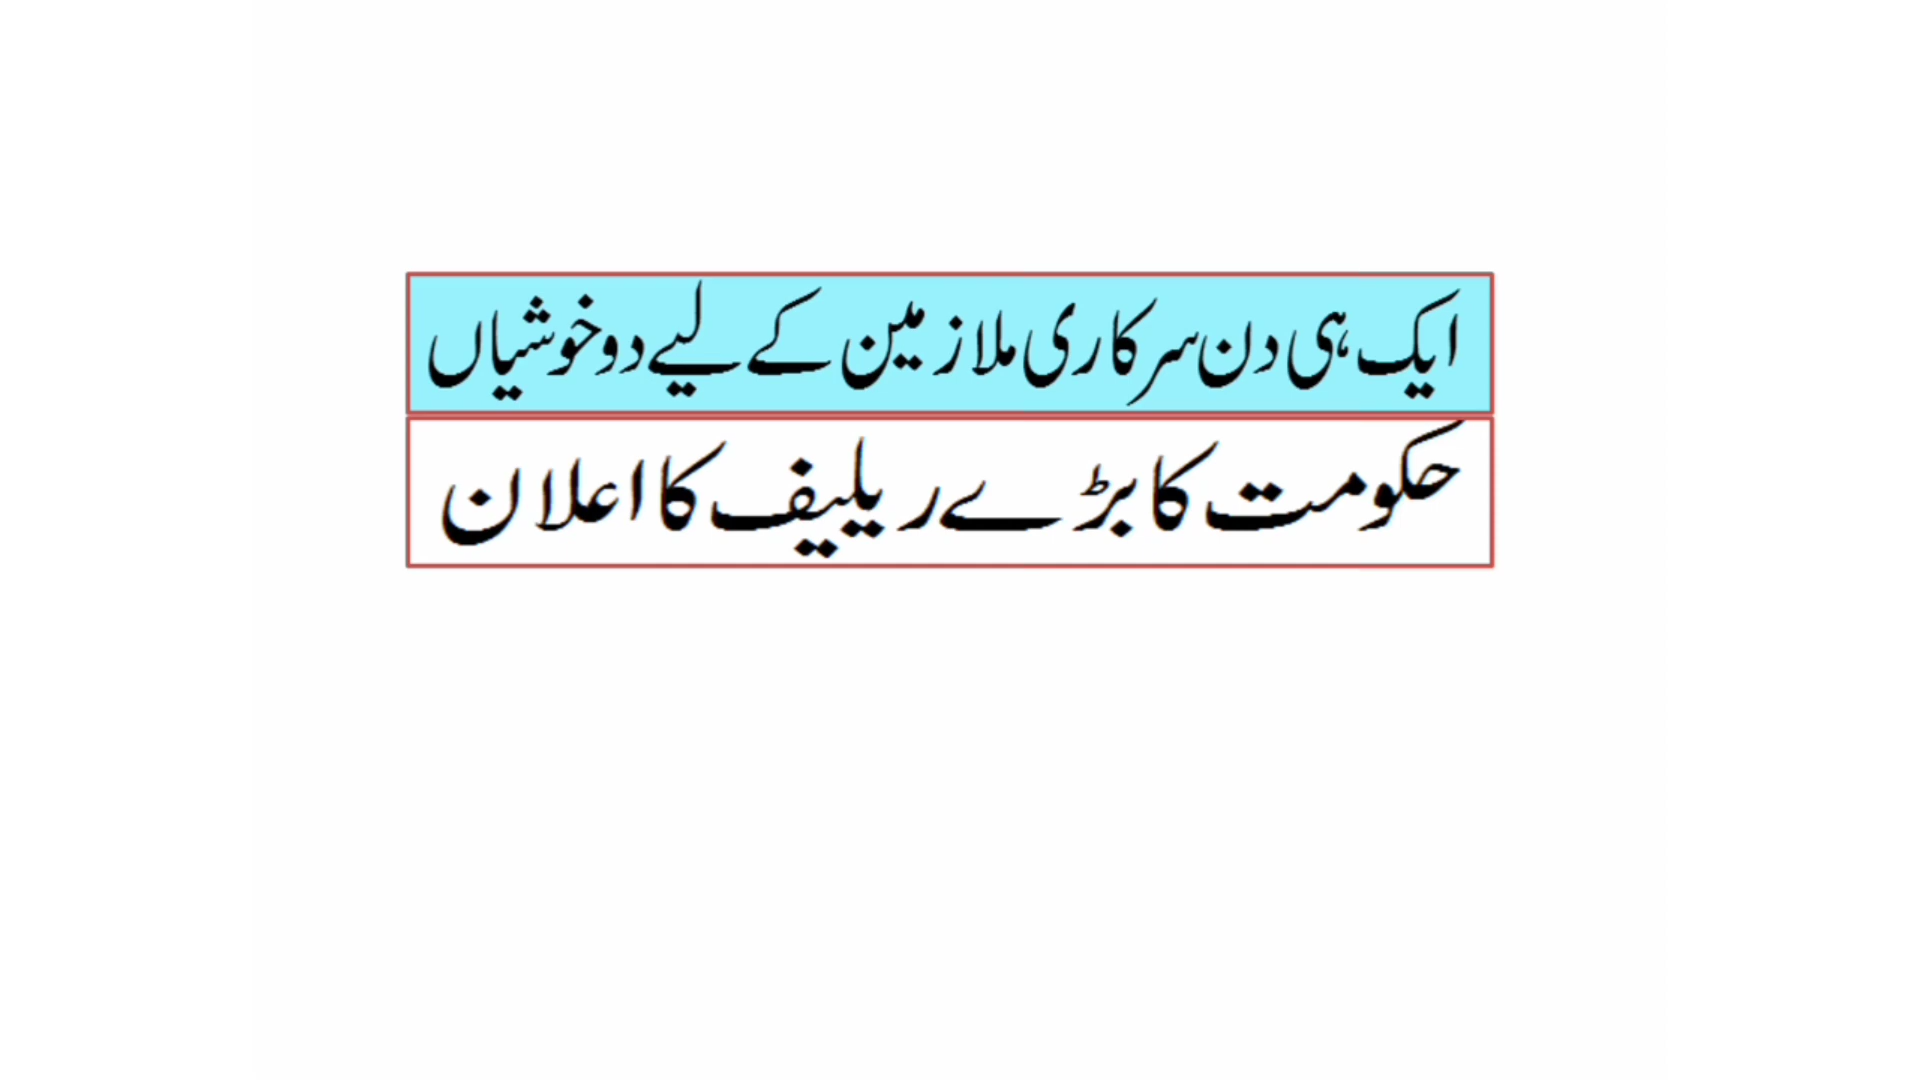 ایک ہی دن سرکاری ملازمین کے لیے دو خوشیاں
حکومت کا بڑے ریلیف کا اعلان